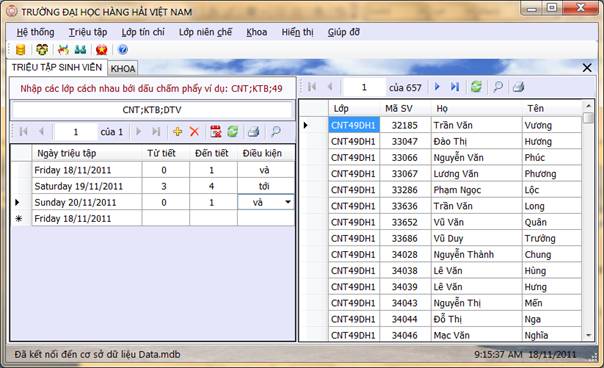 TRƯỜNG ĐẠI HỌC HÀNG HẢI VIỆT NAM
Hệ thống Triệu tập Lớp tín chỉ Lớp niên chế Khoa Hiển thị Giúp đỡ
TRIỆU TẬP SINH VIÊN KHOA
Nhập các lớp cách nhau bởi dấu chấm phẩy ví dụ: CNT;KTB;49
CNT;KTB;DTV
1 của 1
Ngày triệu tập Từ tiết Đến tiết Điều kiện
Friday 18/11/2011 0 1 và
Saturday 19/11/2011 3 4 tới
Sunday 20/11/2011 0 1 và
Friday 18/11/2011
1 của 657
Lớp Mã SV Họ Tên
CNT49DH1 32185 Trần Văn Vương
CNT49DH1 33047 Đào Thị Hương
CNT49DH1 33066 Nguyễn Văn Phúc
CNT49DH1 33067 Lương Văn Phương
CNT49DH1 33286 Phạm Ngọc Lộc
CNT49DH1 33636 Trần Văn Long
CNT49DH1 33652 Vũ Văn Quân
CNT49DH1 33686 Vũ Duy Trưởng
CNT49DH1 34028 Nguyễn Thành Chung
CNT49DH1 34038 Lê Văn Hùng
CNT49DH1 34039 Lê Văn Hưng
CNT49DH1 34043 Nguyễn Thị Mến
CNT49DH1 34044 Đỗ Thị Nga
CNT49DH1 34046 Mạc Văn Nghĩa
Đã kết nối đến cơ sở dữ liệu Data.mdb 9:15:37 AM 18/11/2011